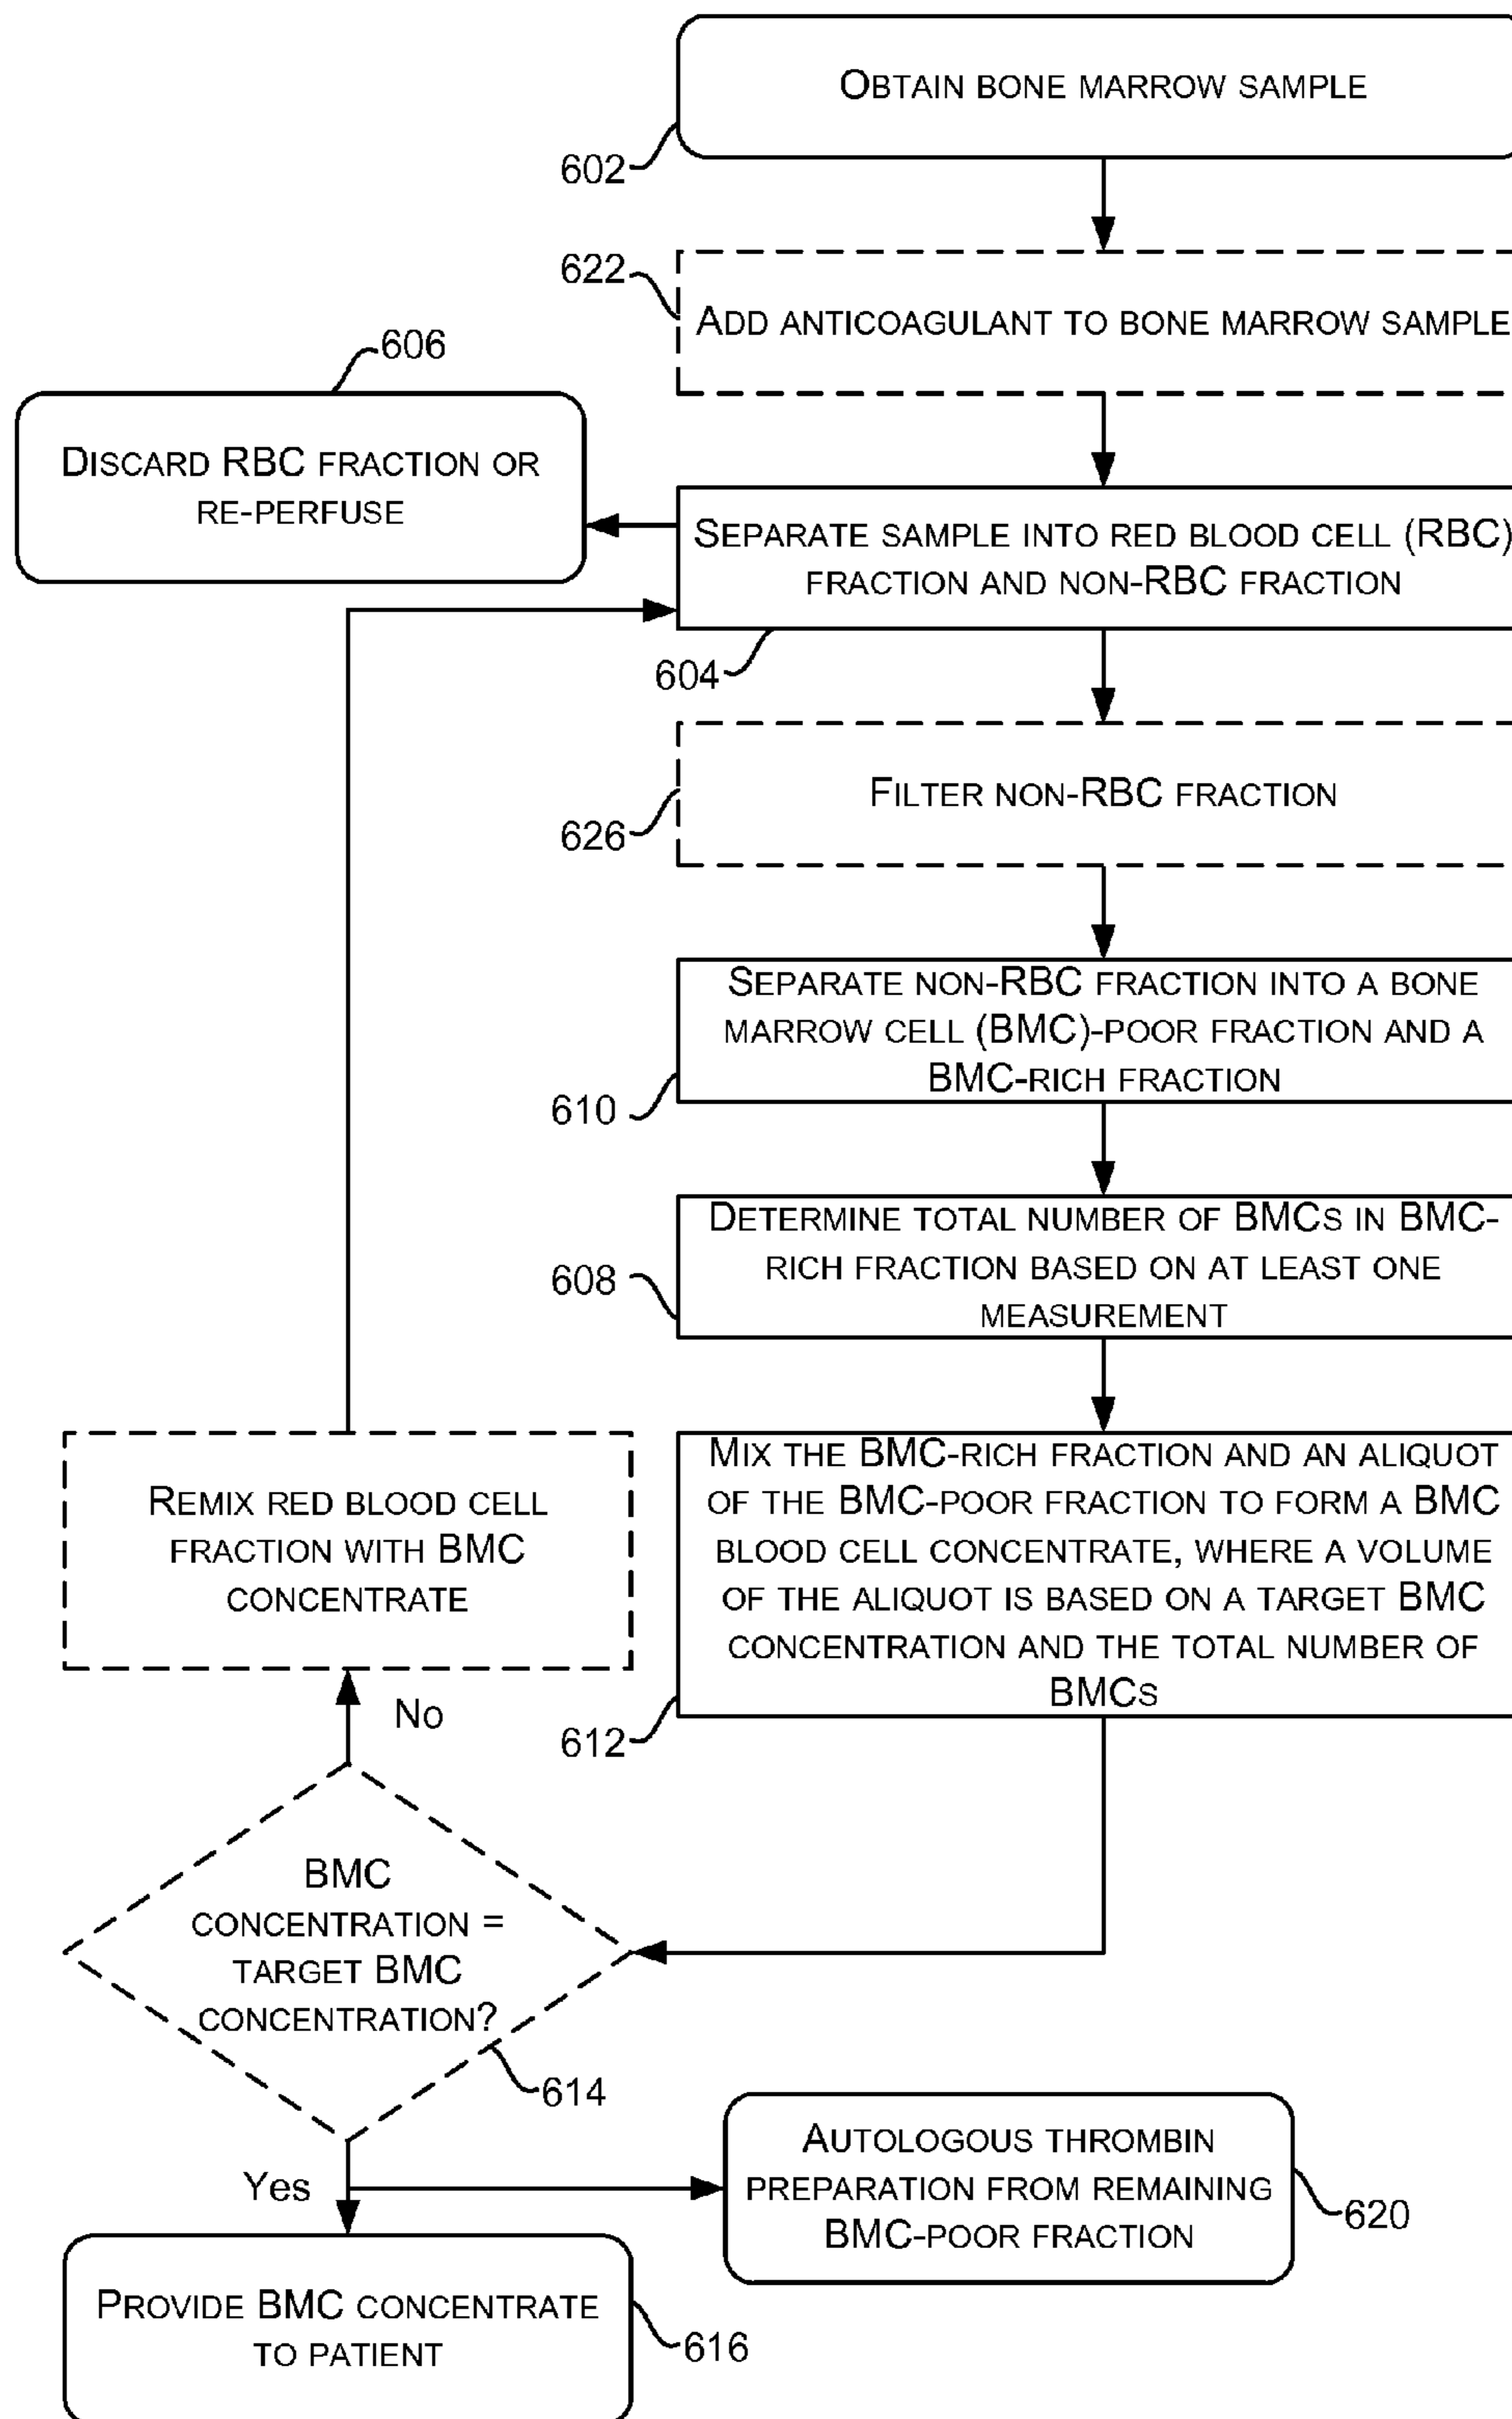 OBTAIN BONE MARROW SAMPLE
602
622
ADD ANTICOAGULANT TO BONE MARROW SAMPLE
606
DISCARD RBC FRACTION OR
RE-PERFUSE
SEPARATE SAMPLE INTO RED BLOOD CELL (RBC)
FRACTION AND NON-RBC FRACTION
604
FILTER NON-RBC FRACTION
626
SEPARATE NON-RBC FRACTION INTO A BONE
MARROW CELL (BMC)-POOR FRACTION AND A
BMC-RICH FRACTION
610
DETERMINE TOTAL NUMBER OF BMCS IN BMC-
RICH FRACTION BASED ON AT LEAST ONE
MEASUREMENT
608
MIX THE BMC-RICH FRACTION AND AN ALIQUOT
OF THE BMC-POOR FRACTION TO FORM A BMC
BLOOD CELL CONCENTRATE, WHERE A VOLUME
OF THE ALIQUOT IS BASED ON A TARGET BMC
CONCENTRATION AND THE TOTAL NUMBER OF
BMCS
612
REMIX RED BLOOD CELL
FRACTION WITH BMC
CONCENTRATE
No
BMC
CONCENTRATION =
TARGET BMC
CONCENTRATION?
614
Yes
AUTOLOGOUS THROMBIN
PREPARATION FROM REMAINING
BMC-POOR FRACTION
620
PROVIDE BMC CONCENTRATE
TO PATIENT
616